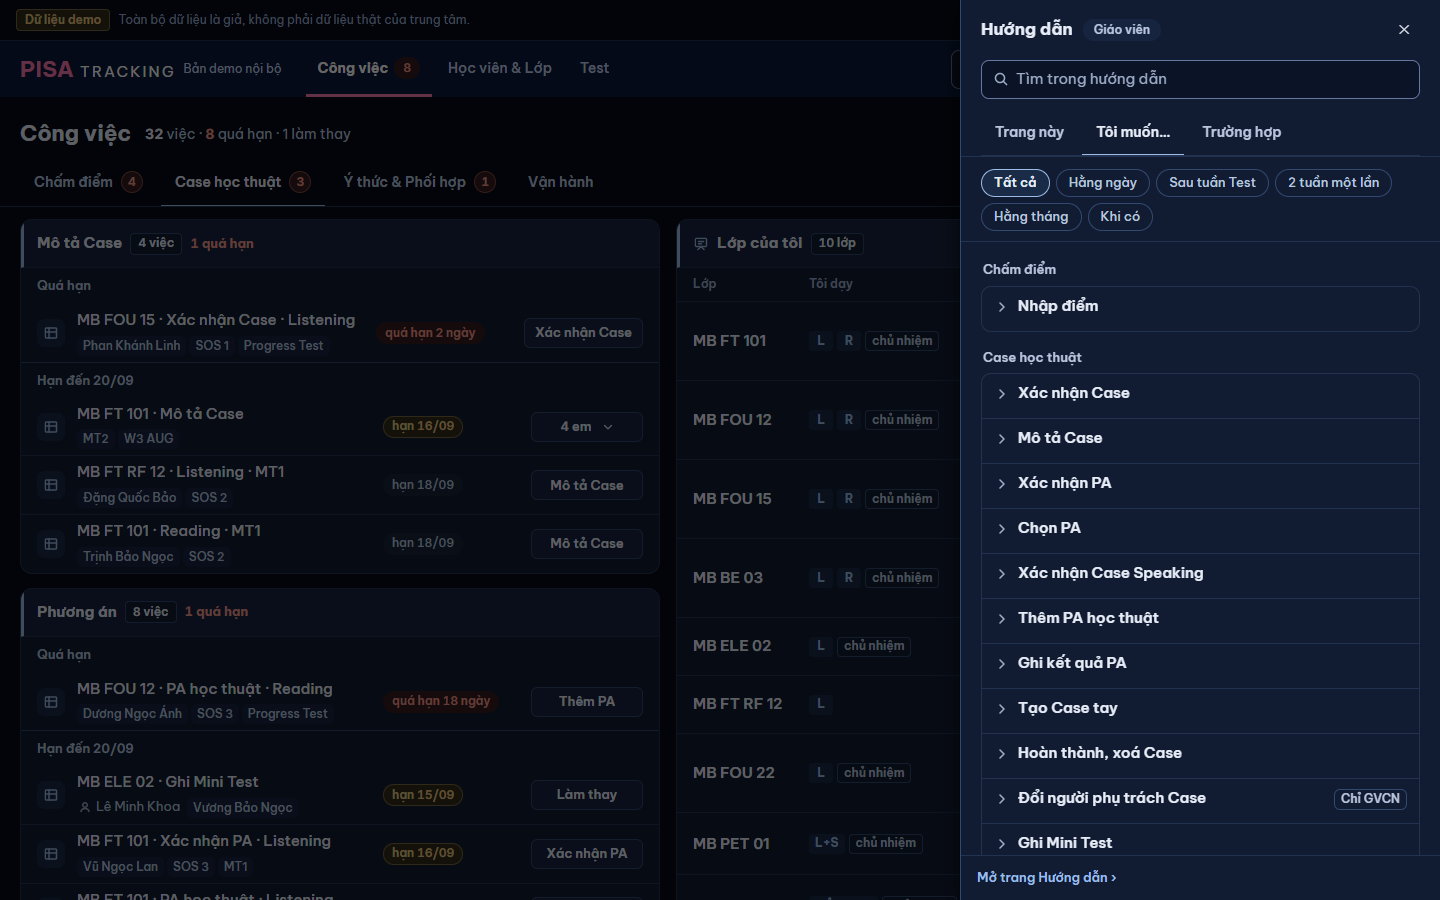 Dữ liệu demo Toàn bộ dữ liệu là giả, không phải dữ liệu thật của trung tâm.
PISA TRACKING Bản demo nội bộ Công việc 8 Học viên & Lớp Test
Công việc 32 việc · 8 quá hạn · 1 làm thay
Chấm điểm 4 Case học thuật 3 Ý thức & Phối hợp 1 Vận hành
Mô tả Case 4 việc 1 quá hạn
Quá hạn
MB FOU 15 · Xác nhận Case · Listening quá hạn 2 ngày Xác nhận Case
Phan Khánh Linh SOS 1 Progress Test
Hạn đến 20/09
MB FT 101 · Mô tả Case hạn 16/09 4 em
MT2 W3 AUG
MB FT RF 12 · Listening · MT1 hạn 18/09 Mô tả Case
Đặng Quốc Bảo SOS 2
MB FT 101 · Reading · MT1 hạn 18/09 Mô tả Case
Trịnh Bảo Ngọc SOS 2
Phương án 8 việc 1 quá hạn
Quá hạn
MB FOU 12 · PA học thuật · Reading quá hạn 18 ngày Thêm PA
Dương Ngọc Ánh SOS 3 Progress Test
Hạn đến 20/09
MB ELE 02 · Ghi Mini Test hạn 15/09 Làm thay
Lê Minh Khoa Vương Bảo Ngọc
MB FT 101 · Xác nhận PA · Listening hạn 16/09 Xác nhận PA
Vũ Ngọc Lan SOS 3 MT1
MB FT 101 · PA học thuật · Listening
Lớp của tôi 10 lớp
Lớp Tôi dạy
MB FT 101 L R chủ nhiệm
MB FOU 12 L R chủ nhiệm
MB FOU 15 L R chủ nhiệm
MB BE 03 L R chủ nhiệm
MB ELE 02 L chủ nhiệm
MB FT RF 12 L
MB FOU 22 L chủ nhiệm
MB PET 01 L+S chủ nhiệm
Hướng dẫn Giáo viên
Tìm trong hướng dẫn
Trang này Tôi muốn... Trường hợp
Tất cả Hằng ngày Sau tuần Test 2 tuần một lần
Hằng tháng Khi có
Chấm điểm
Nhập điểm
Case học thuật
Xác nhận Case
Mô tả Case
Xác nhận PA
Chọn PA
Xác nhận Case Speaking
Thêm PA học thuật
Ghi kết quả PA
Tạo Case tay
Hoàn thành, xoá Case
Đổi người phụ trách Case Chỉ GVCN
Ghi Mini Test
Mở trang Hướng dẫn ›